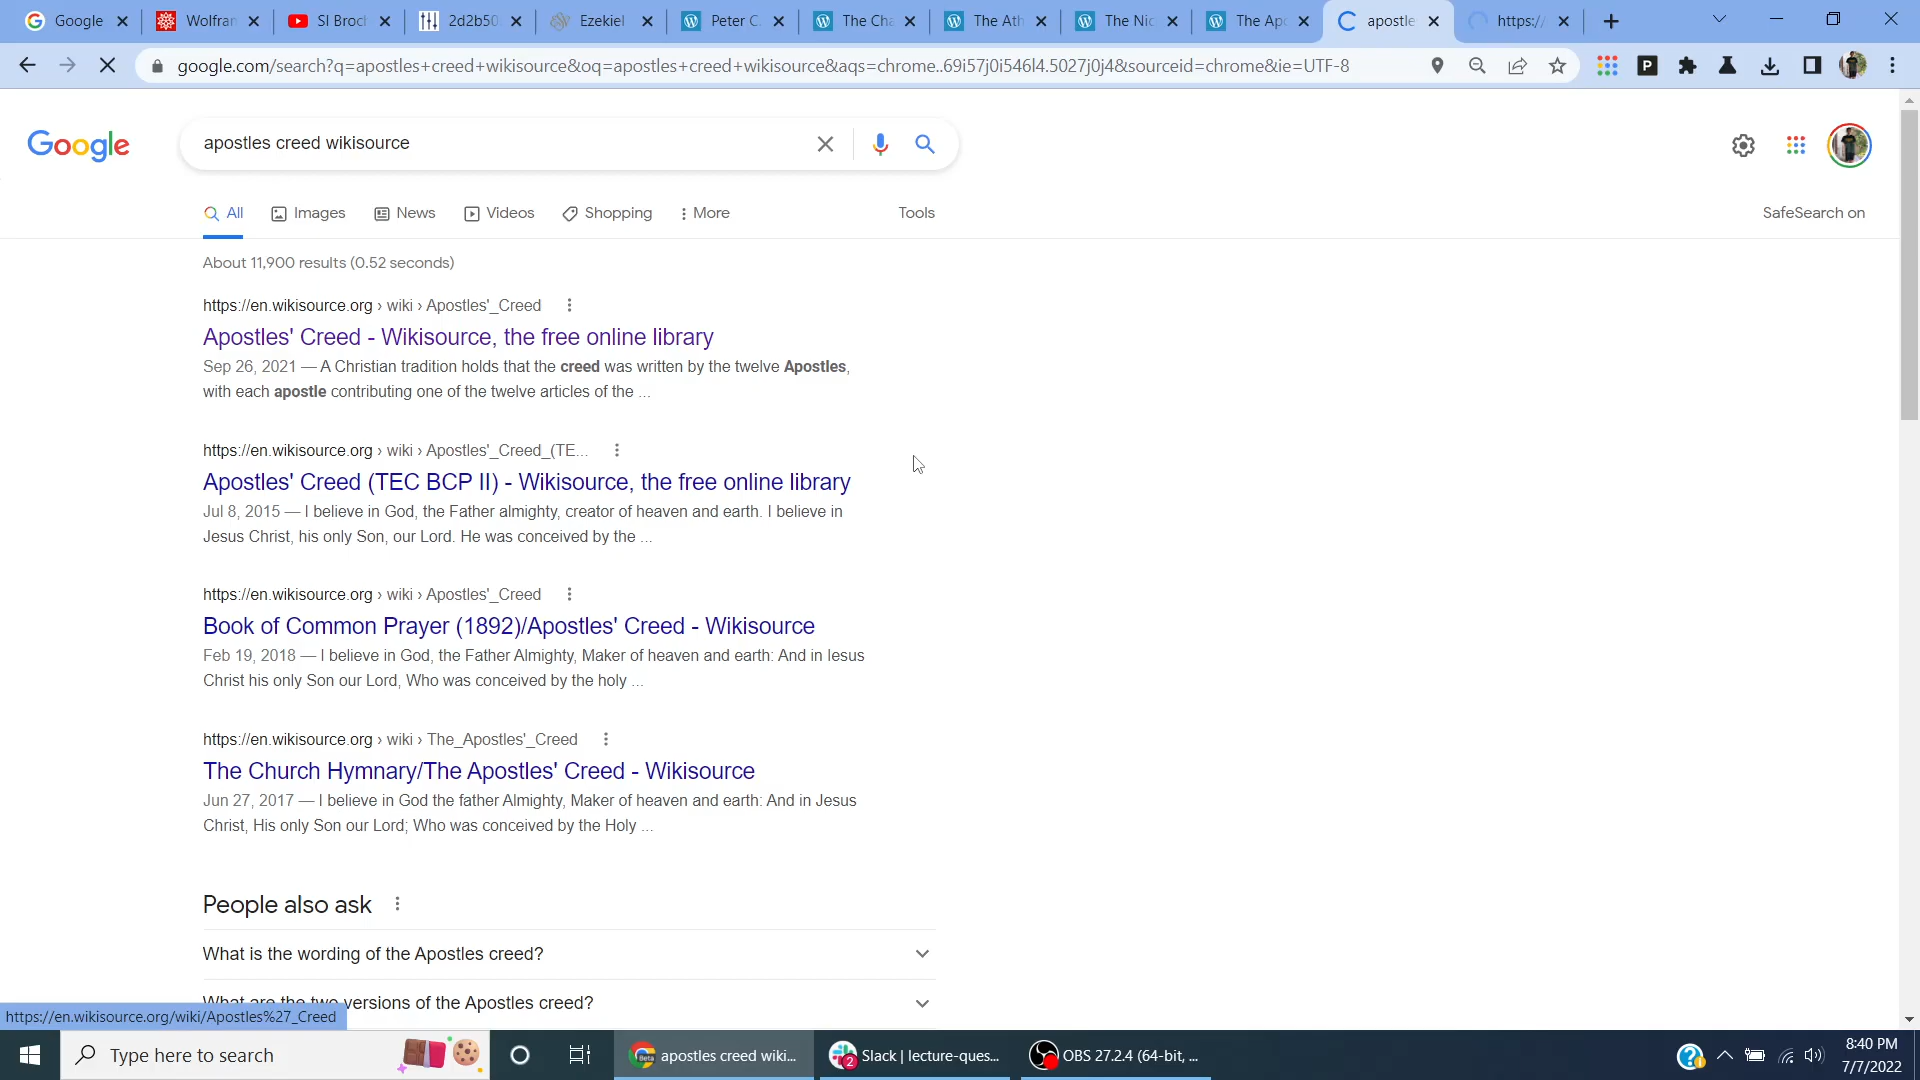 Google
Wolfran
SI Broch
2d2b50
Ezekiel
Peter C.
The Cha
The Ath
The Nic
The Apo
apostle
https://
google.com/search?q=apostles+creed+wikisource&oq=apostles+creed+wikisource&aqs=chrome..69i57j0i546l4.5027j0j4&sourceid=chrome&ie=UTF-8
P
Google
apostles creed wikisource
All
Images
News
Videos
Shopping
More
Tools
SafeSearch on
About 11,900 results (0.52 seconds)
https://en.wikisource.org › wiki › Apostles'_Creed
Apostles' Creed - Wikisource, the free online library
Sep 26, 2021 — A Christian tradition holds that the creed was written by the twelve Apostles,
with each apostle contributing one of the twelve articles of the ...
https://en.wikisource.org › wiki › Apostles'_Creed_(TE...
Apostles' Creed (TEC BCP II) - Wikisource, the free online library
Jul 8, 2015 — I believe in God, the Father almighty, creator of heaven and earth. I believe in
Jesus Christ, his only Son, our Lord. He was conceived by the ...
https://en.wikisource.org › wiki › Apostles'_Creed
Book of Common Prayer (1892)/Apostles' Creed - Wikisource
Feb 19, 2018 — I believe in God, the Father Almighty, Maker of heaven and earth: And in Iesus
Christ his only Son our Lord, Who was conceived by the holy ...
https://en.wikisource.org › wiki › The_Apostles'_Creed
The Church Hymnary/The Apostles' Creed - Wikisource
Jun 27, 2017 — I believe in God the father Almighty, Maker of heaven and earth: And in Jesus
Christ, His only Son our Lord; Who was conceived by the Holy ...
People also ask
What is the wording of the Apostles creed?
What are the two versions of the Apostles creed?
https://en.wikisource.org/wiki/Apostles%27_Creed
Type here to search
Beta
apostles creed wiki...
2
Slack | lecture-ques...
OBS 27.2.4 (64-bit, ...
8:40 PM
7/7/2022